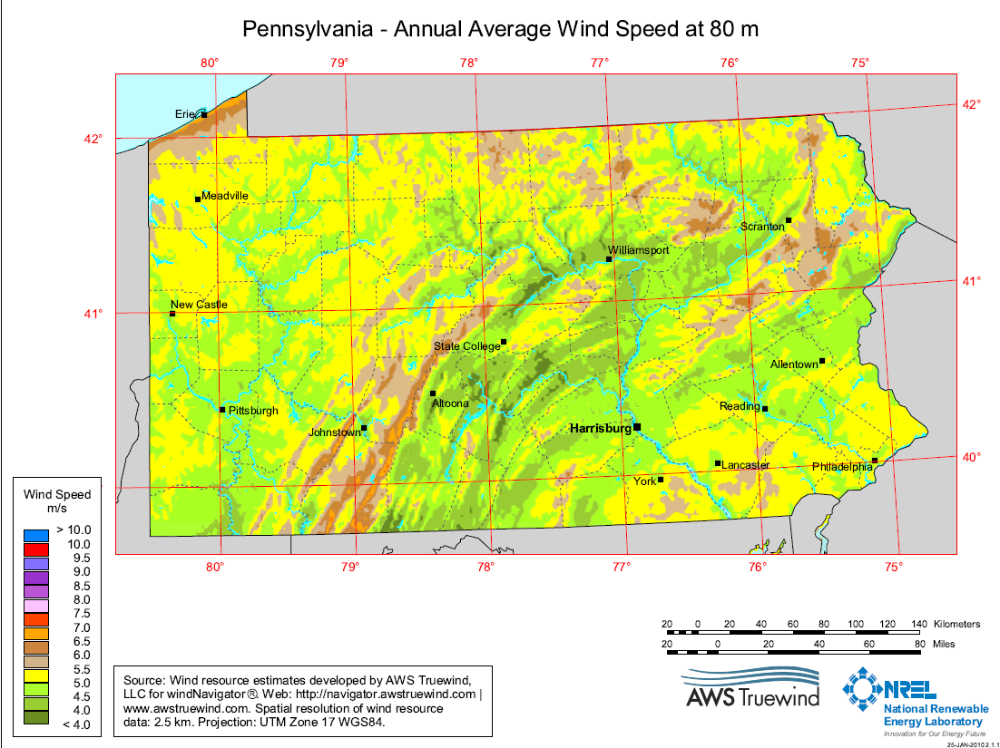 Pennsylvania - Annual Average Wind Speed at 80 m
80° 79° 78° 77° 76° 75°
42° 42°
Erie
Meadville
Scranton
Williamsport
41° 41°
New Castle
State College
Allentown
Altoona
Reading
Pittsburgh
Johnstown
Harrisburg
40° 40°
Lancaster
Philadelphia
York
80° 79° 78° 77° 76° 75°
Wind Speed
m/s
> 10.0
10.0
9.5
9.0
8.5
8.0
7.5
7.0
6.5
6.0
5.5
5.0
4.5
4.0
< 4.0
Source: Wind resource estimates developed by AWS Truewind,
LLC for windNavigator®. Web: http://navigator.awstruewind.com |
www.awstruewind.com. Spatial resolution of wind resource
data: 2.5 km. Projection: UTM Zone 17 WGS84.
20 0 20 40 60 80 100 120 140 Kilometers
20 0 20 40 60 80 Miles
AWS Truewind
NREL
National Renewable
Energy Laboratory
Innovation for Our Energy Future
25-JAN-2010 2.1.1